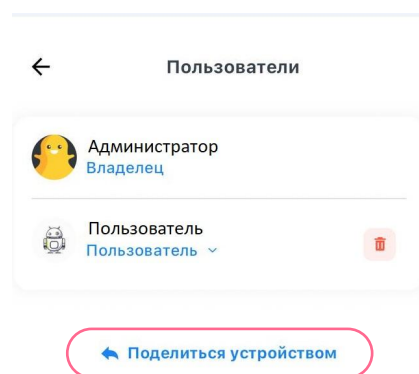 Пользователи
Администратор
Владелец
Пользователь
Пользователь
Поделиться устройством